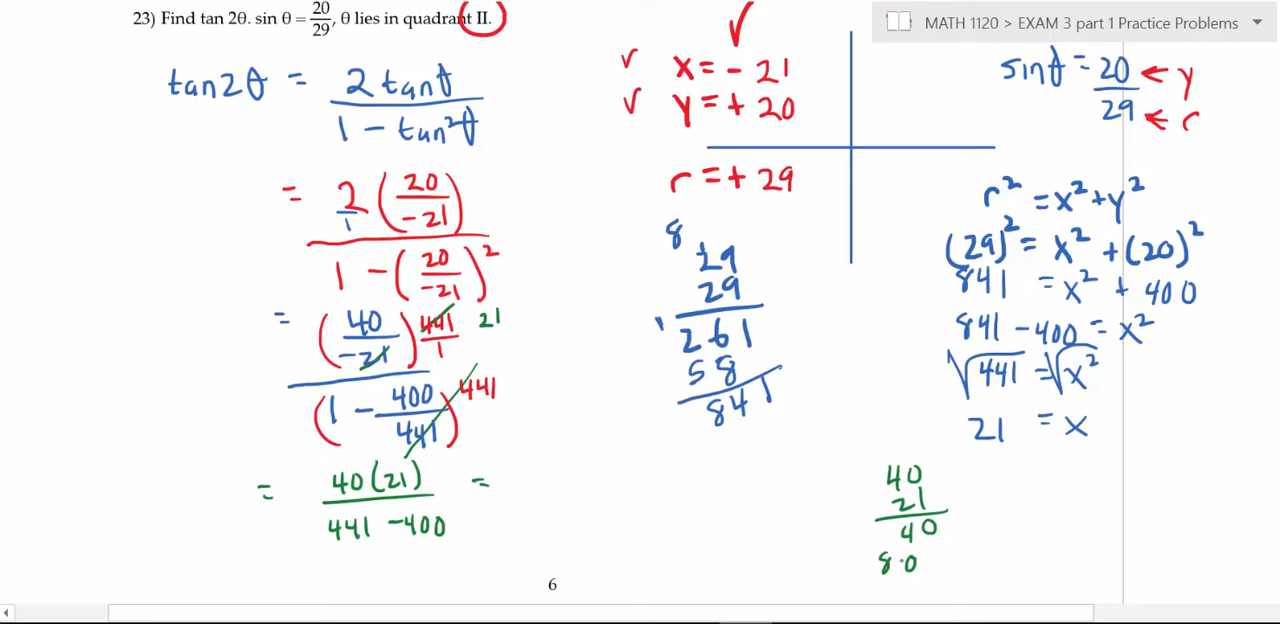 23) Find tan 2θ. sin θ = 20/29, θ lies in quadrant II.
MATH 1120 > EXAM 3 part 1 Practice Problems
tan2θ = 2 tanθ / 1 - tan²θ
= 2/1 (20/-21) / 1 - (20/-21)²
= (40/-21) 441/1 21 / (1 - 400/441) 441
= 40(21) / 441 - 400 =
√
√ x = - 21
√ y = + 20
r = + 29
8
29
29
1 261
58
841
sinθ = 20 ← y
29 ← r
r² = x² + y²
(29)² = x² + (20)²
841 = x² + 400
841 - 400 = x²
√441 = √x²
21 = x
40
21
40
80
6